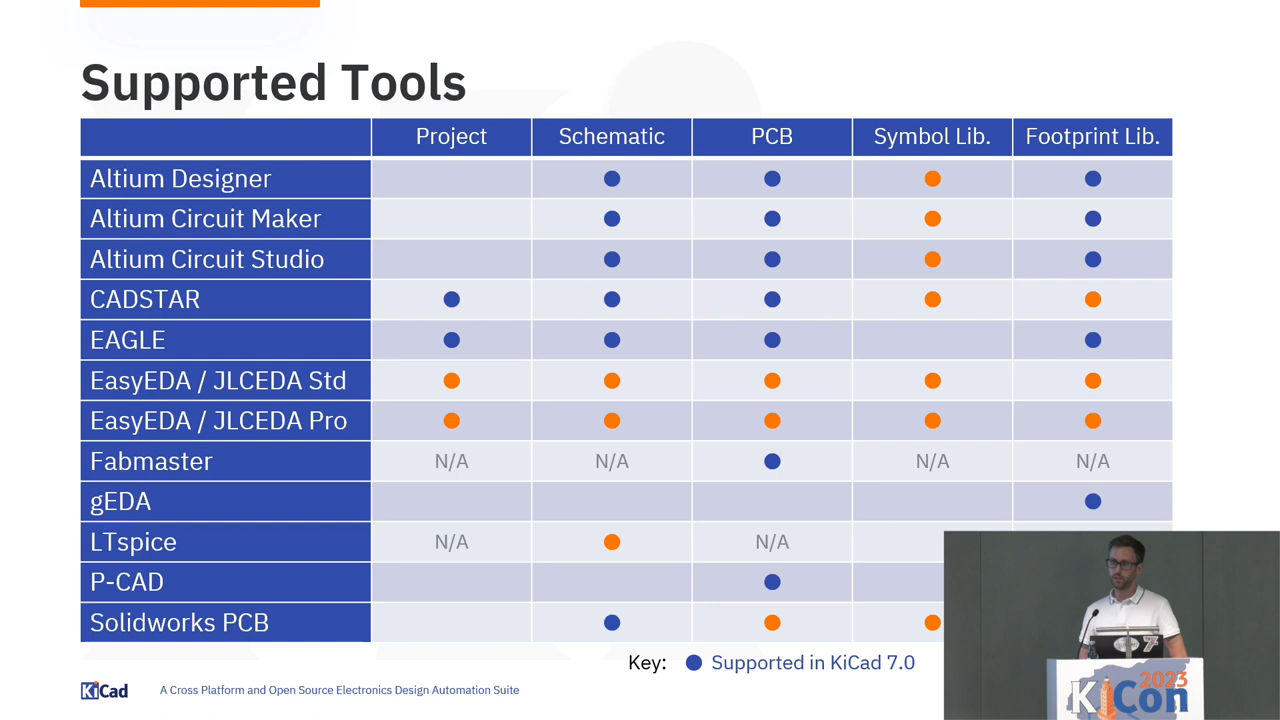 Supported Tools
Project Schematic PCB Symbol Lib. Footprint Lib.
Altium Designer
Altium Circuit Maker
Altium Circuit Studio
CADSTAR
EAGLE
EasyEDA / JLCEDA Std
EasyEDA / JLCEDA Pro
Fabmaster N/A N/A N/A N/A
gEDA
LTspice N/A N/A
P-CAD
Solidworks PCB
Key: Supported in KiCad 7.0
KiCad A Cross Platform and Open Source Electronics Design Automation Suite
7
2023
KiCon